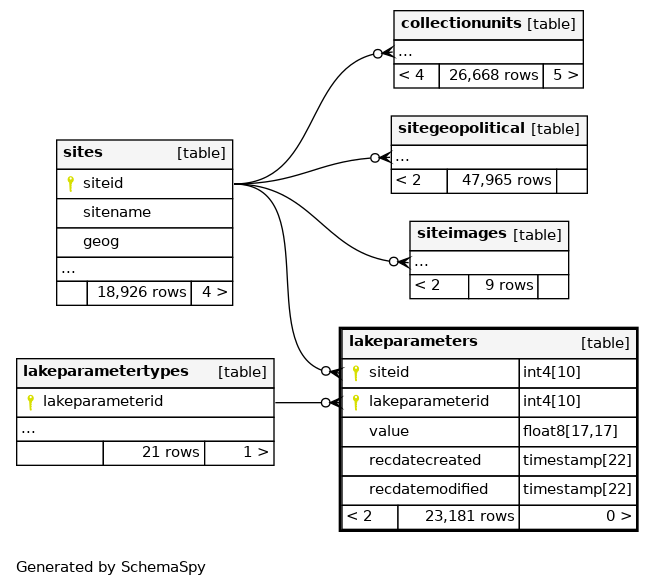 collectionunits [table]
...
< 4 26,668 rows 5 >
sitegeopolitical [table]
...
< 2 47,965 rows
sites [table]
siteid
sitename
geog
...
18,926 rows 4 >
siteimages [table]
...
< 2 9 rows
lakeparameters [table]
siteid int4[10]
lakeparameterid int4[10]
value float8[17,17]
recdatecreated timestamp[22]
recdatemodified timestamp[22]
< 2 23,181 rows 0 >
lakeparametertypes [table]
lakeparameterid
...
21 rows 1 >
Generated by SchemaSpy